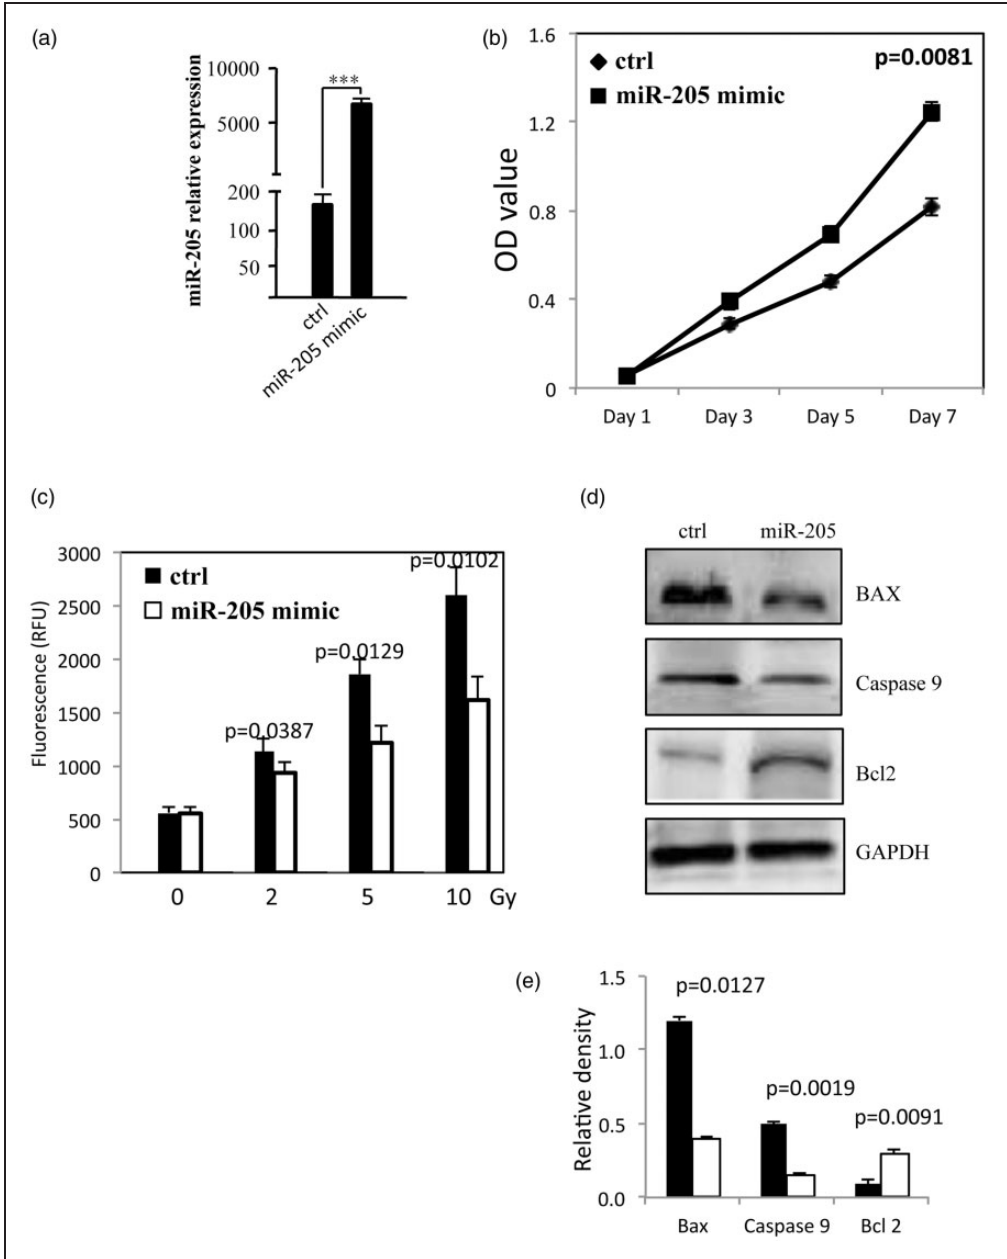 (a)
miR-205 relative expression
10000
5000
200
100
50
***
ctrl
miR-205 mimic
(b)
OD value
1.6
1.2
0.8
0.4
0
ctrl
miR-205 mimic
p=0.0081
Day 1 Day 3 Day 5 Day 7
(c)
Fluorescence (RFU)
3000
2500
2000
1500
1000
500
0
ctrl
miR-205 mimic
p=0.0387
p=0.0129
p=0.0102
0 2 5 10 Gy
(d)
ctrl miR-205
BAX
Caspase 9
Bcl2
GAPDH
(e)
Relative density
1.5
1.0
0.5
0.0
p=0.0127
p=0.0019
p=0.0091
Bax Caspase 9 Bcl 2